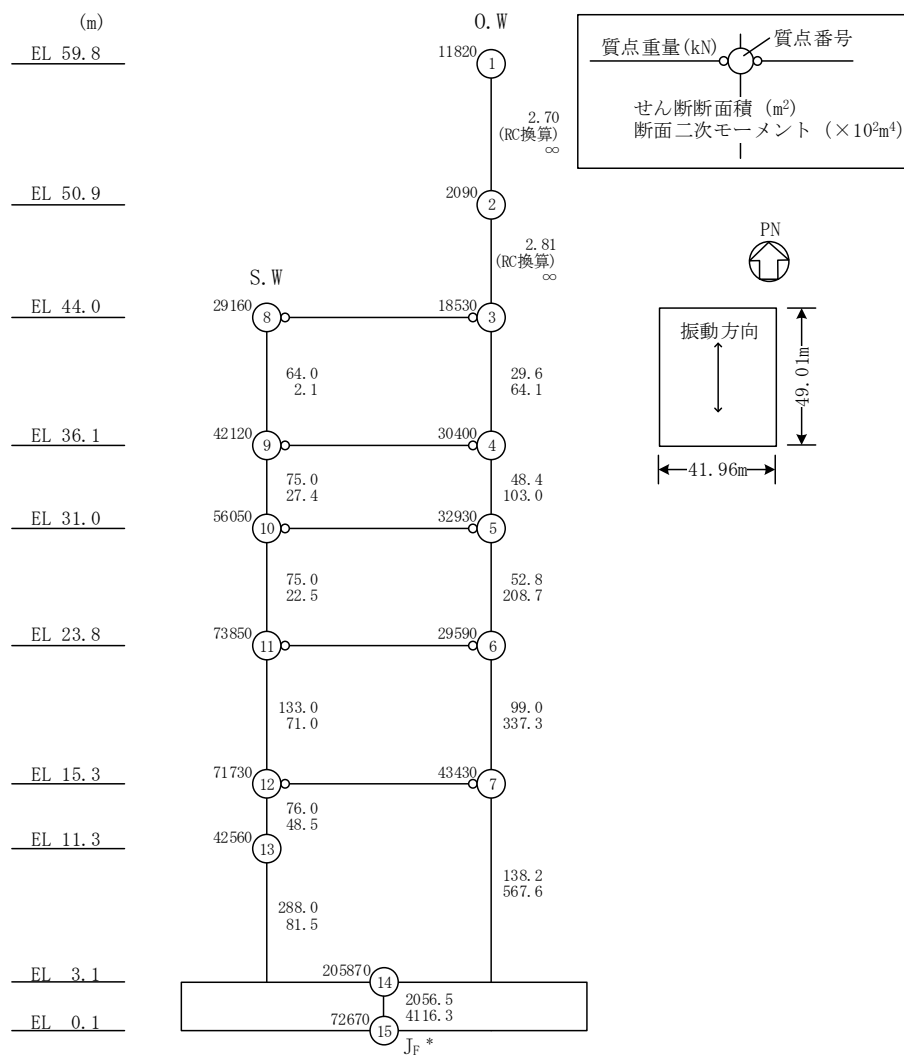 (m)
O.W
EL 59.8
11820
①
質点重量(kN)
質点番号
せん断断面積 (m²)
断面二次モーメント (×10²m⁴)
2.70
(RC換算)
∞
EL 50.9
2090
②
2.81
(RC換算)
∞
PN
S.W
EL 44.0
29160
⑧
18530
③
振動方向
49.01m
41.96m
64.0
2.1
29.6
64.1
EL 36.1
42120
⑨
30400
④
75.0
27.4
48.4
103.0
EL 31.0
56050
⑩
32930
⑤
75.0
22.5
52.8
208.7
EL 23.8
73850
⑪
29590
⑥
133.0
71.0
99.0
337.3
EL 15.3
71730
⑫
43430
⑦
76.0
48.5
EL 11.3
42560
⑬
138.2
567.6
288.0
81.5
EL 3.1
205870
⑭
2056.5
4116.3
EL 0.1
72670
⑮
J_F *